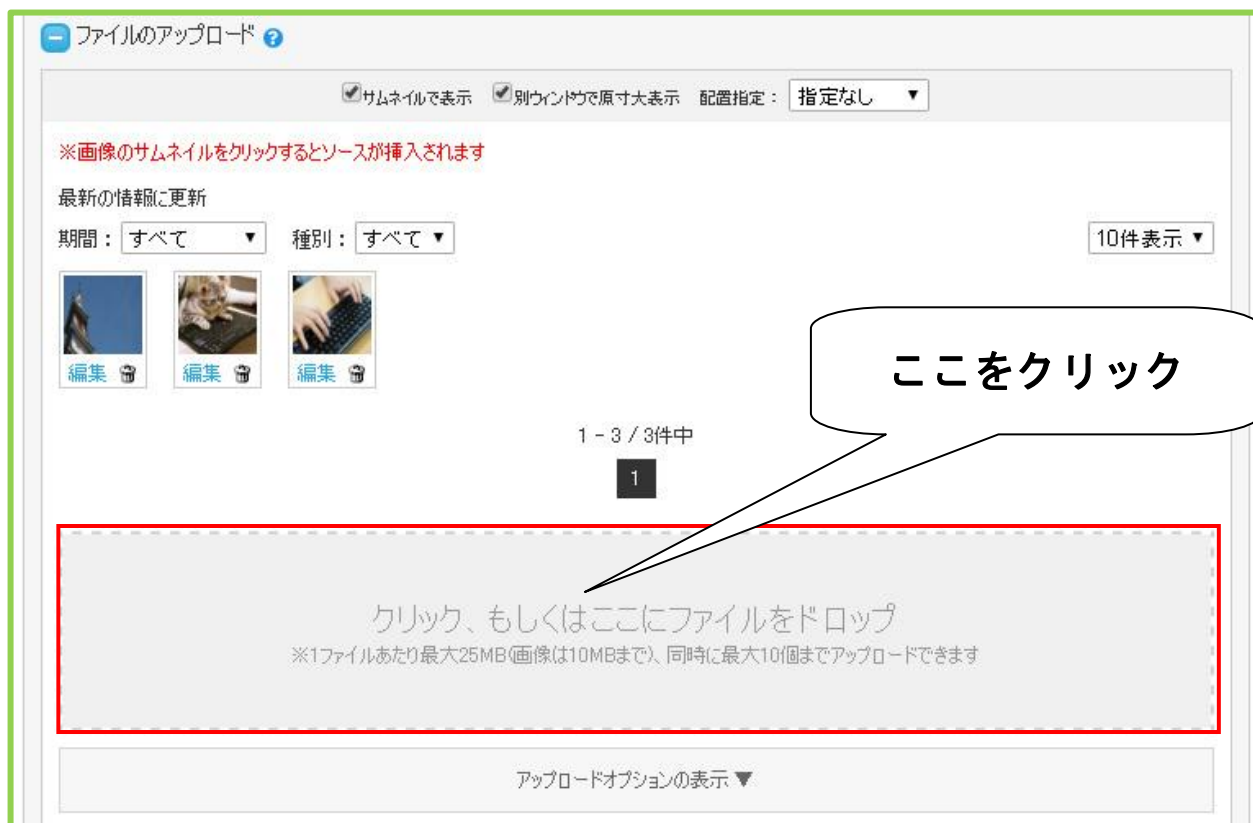 ファイルのアップロード ?
サムネイルで表示 別ウィンドウで原寸大表示 配置指定： 指定なし ▼
※画像のサムネイルをクリックするとソースが挿入されます
最新の情報に更新
期間： すべて ▼ 種別： すべて ▼ 10件表示 ▼
編集 編集 編集
ここをクリック
1 - 3 / 3件中
1
クリック、もしくはここにファイルをドロップ
※1ファイルあたり最大25MB(画像は10MBまで)、同時に最大10個までアップロードできます
アップロードオプションの表示 ▼